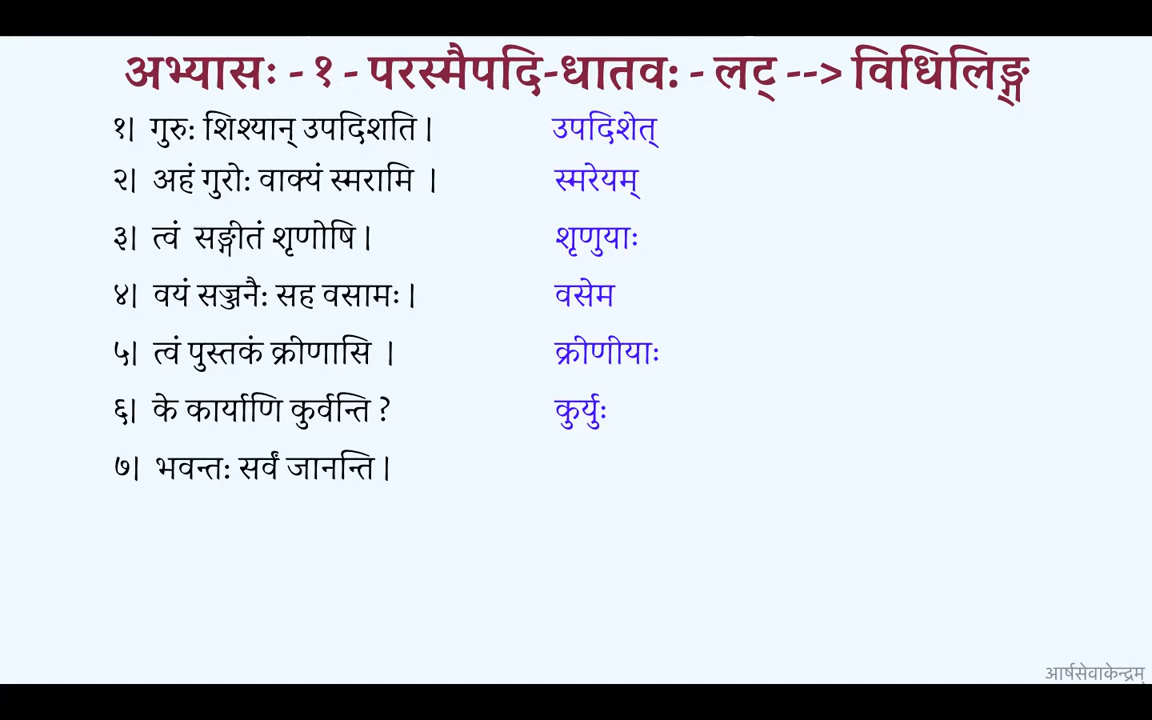 अभ्यासः - १ - परस्मैपदि-धातवः - लट् --> विधिलिङ्ग्
१। गुरुः शिश्यान् उपदिशति । उपदिशेत्
२। अहं गुरोः वाक्यं स्मरामि । स्मरेयम्
३। त्वं सङ्गीतं शृणोषि । शृणुयाः
४। वयं सज्जनैः सह वसामः । वसेम
५। त्वं पुस्तकं क्रीणासि । क्रीणीयाः
६। के कार्याणि कुर्वन्ति ? कुर्युः
७। भवन्तः सर्वं जानन्ति ।
आर्षसेवाकेन्द्रम्